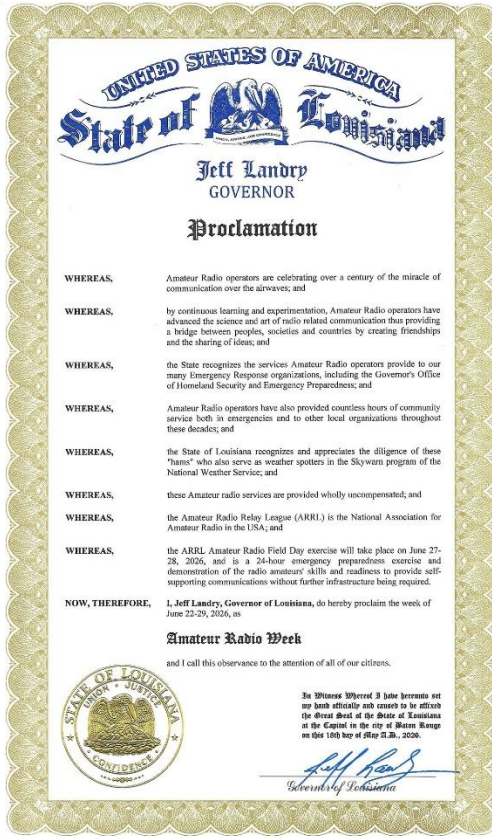 UNITED STATES OF AMERICA
State of Louisiana
UNION, JUSTICE, AND CONFIDENCE
Jeff Landry
GOVERNOR
Proclamation
WHEREAS, Amateur Radio operators are celebrating over a century of the miracle of
communication over the airwaves; and
WHEREAS, by continuous learning and experimentation, Amateur Radio operators have
advanced the science and art of radio related communication thus providing
a bridge between peoples, societies and countries by creating friendships
and the sharing of ideas; and
WHEREAS, the State recognizes the services Amateur Radio operators provide to our
many Emergency Response organizations, including the Governor's Office
of Homeland Security and Emergency Preparedness; and
WHEREAS, Amateur Radio operators have also provided countless hours of community
service both in emergencies and to other local organizations throughout
these decades; and
WHEREAS, the State of Louisiana recognizes and appreciates the diligence of these
"hams" who also serve as weather spotters in the Skywarn program of the
National Weather Service; and
WHEREAS, these Amateur radio services are provided wholly uncompensated; and
WHEREAS, the Amateur Radio Relay League (ARRL) is the National Association for
Amateur Radio in the USA; and
WHEREAS, the ARRL Amateur Radio Field Day exercise will take place on June 27-
28, 2026, and is a 24-hour emergency preparedness exercise and
demonstration of the radio amateurs' skills and readiness to provide self-
supporting communications without further infrastructure being required.
NOW, THEREFORE, I, Jeff Landry, Governor of Louisiana, do hereby proclaim the week of
June 22-29, 2026, as
Amateur Radio Week
and I call this observance to the attention of all of our citizens.
STATE OF LOUISIANA
UNION · JUSTICE
CONFIDENCE
In Witness Whereof I have hereunto set
my hand officially and caused to be affixed
the Great Seal of the State of Louisiana
at the Capitol in the city of Baton Rouge
on this 18th day of May A.D., 2026.
Jeff Landry
Governor of Louisiana